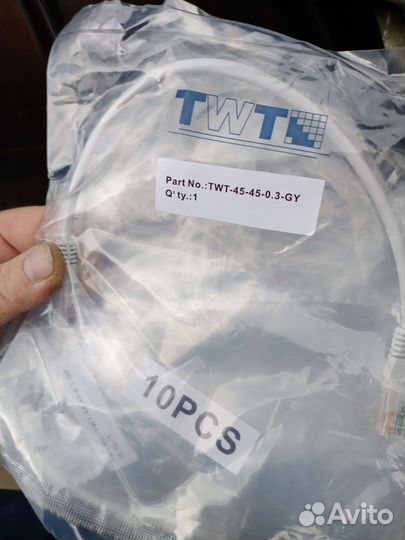 TWT
Part No.:TWT-45-45-0.3-GY
Q'ty.:1
10PCS
Avito